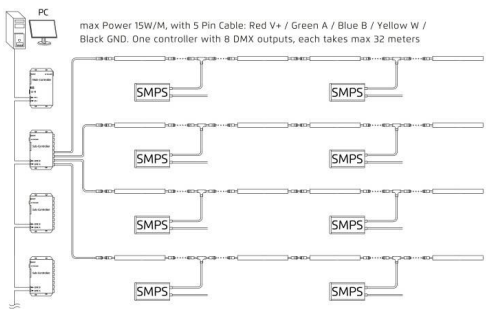 PC
max Power 15W/M, with 5 Pin Cable: Red V+ / Green A / Blue B / Yellow W /
Black GND. One controller with 8 DMX outputs, each takes max 32 meters
SMPS SMPS
SMPS SMPS
SMPS SMPS
SMPS SMPS